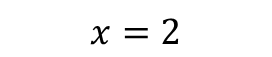 x = 2